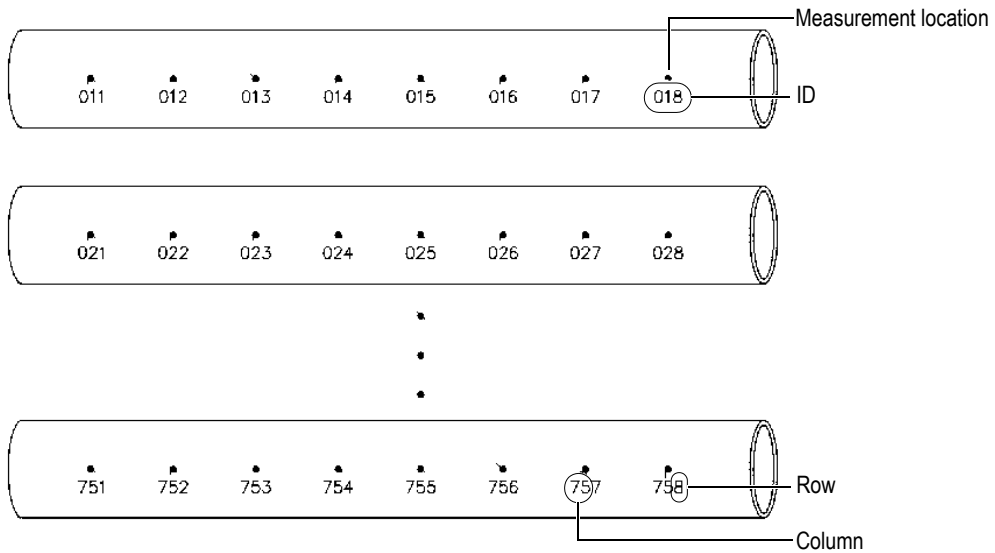 Measurement location
011 012 013 014 015 016 017 018 ID
021 022 023 024 025 026 027 028
751 752 753 754 755 756 757 758 Row
Column